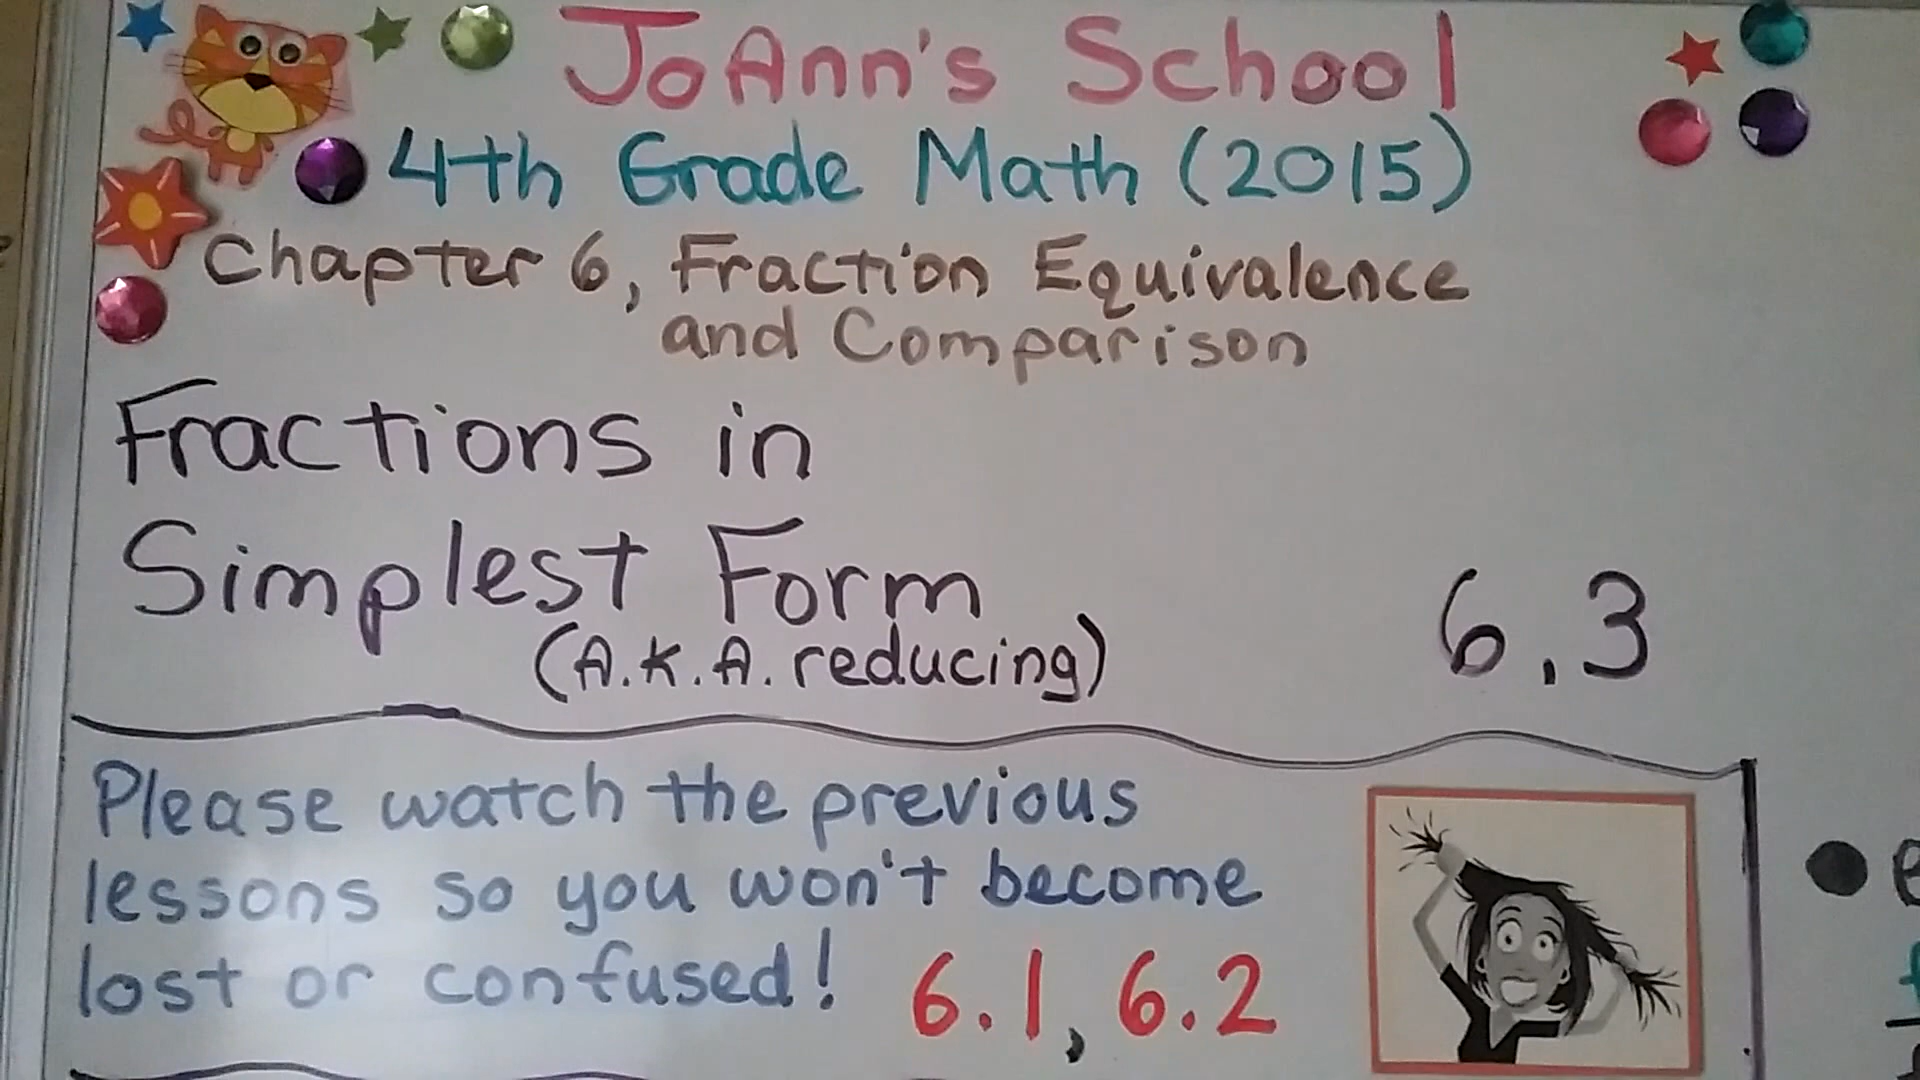 JoAnn's School
4th Grade Math (2015)
Chapter 6, Fraction Equivalence
and Comparison
Fractions in
Simplest Form
(A.K.A. reducing)
6.3
Please watch the previous
lessons so you won't become
lost or confused! 6.1, 6.2